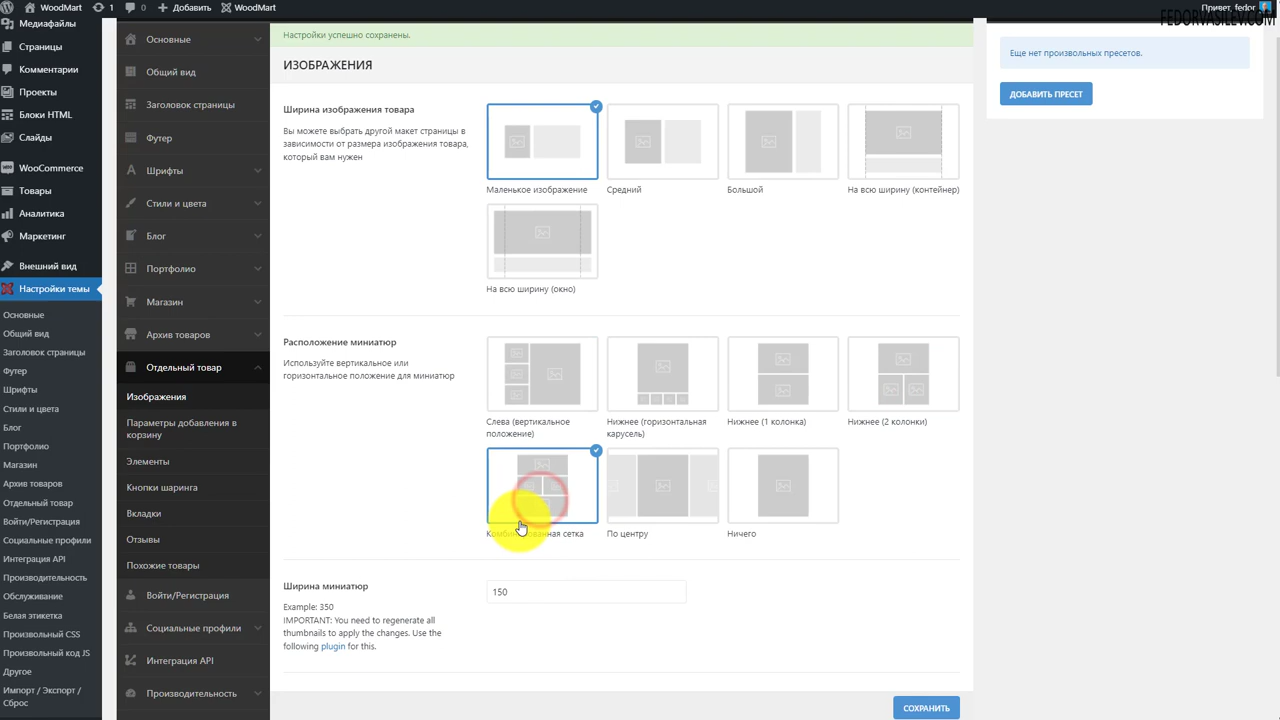 WoodMart
1
0
Добавить
WoodMart
Привет, fedor
FEDORVASILEV.COM
Медиафайлы
Страницы
Комментарии
Проекты
Блоки HTML
Слайды
WooCommerce
Товары
Аналитика
Маркетинг
Внешний вид
Настройки темы
Основные
Общий вид
Заголовок страницы
Футер
Шрифты
Стили и цвета
Блог
Портфолио
Магазин
Архив товаров
Отдельный товар
Войти/Регистрация
Социальные профили
Интеграция API
Производительность
Обслуживание
Белая этикетка
Произвольный CSS
Произвольный код JS
Другое
Импорт / Экспорт /
Сброс
Основные
Общий вид
Заголовок страницы
Футер
Шрифты
Стили и цвета
Блог
Портфолио
Магазин
Архив товаров
Отдельный товар
Изображения
Параметры добавления в
корзину
Элементы
Кнопки шаринга
Вкладки
Отзывы
Похожие товары
Войти/Регистрация
Социальные профили
Интеграция API
Производительность
Настройки успешно сохранены.
ИЗОБРАЖЕНИЯ
Ширина изображения товара
Вы можете выбрать другой макет страницы в
зависимости от размера изображения товара,
который вам нужен
Маленькое изображение
Средний
Большой
На всю ширину (контейнер)
На всю ширину (окно)
Расположение миниатюр
Используйте вертикальное или
горизонтальное положение для миниатюр
Слева (вертикальное
положение)
Нижнее (горизонтальная
карусель)
Нижнее (1 колонка)
Нижнее (2 колонки)
Комбинированная сетка
По центру
Ничего
Ширина миниатюр
150
Example: 350
IMPORTANT: You need to regenerate all
thumbnails to apply the changes. Use the
following plugin for this.
СОХРАНИТЬ
Еще нет произвольных пресетов.
ДОБАВИТЬ ПРЕСЕТ